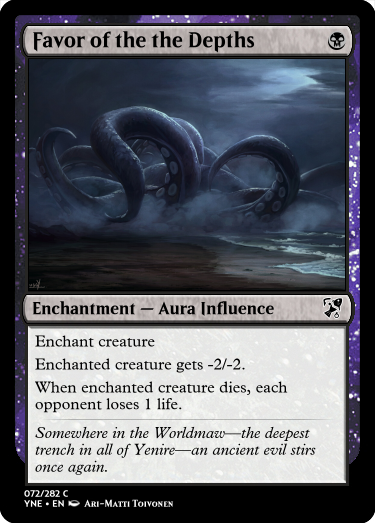 Favor of the the Depths
Enchantment — Aura Influence
Enchant creature
Enchanted creature gets -2/-2.
When enchanted creature dies, each
opponent loses 1 life.
Somewhere in the Worldmaw—the deepest
trench in all of Yenire—an ancient evil stirs
once again.
072/282 C
YNE • EN Ari-Matti Toivonen